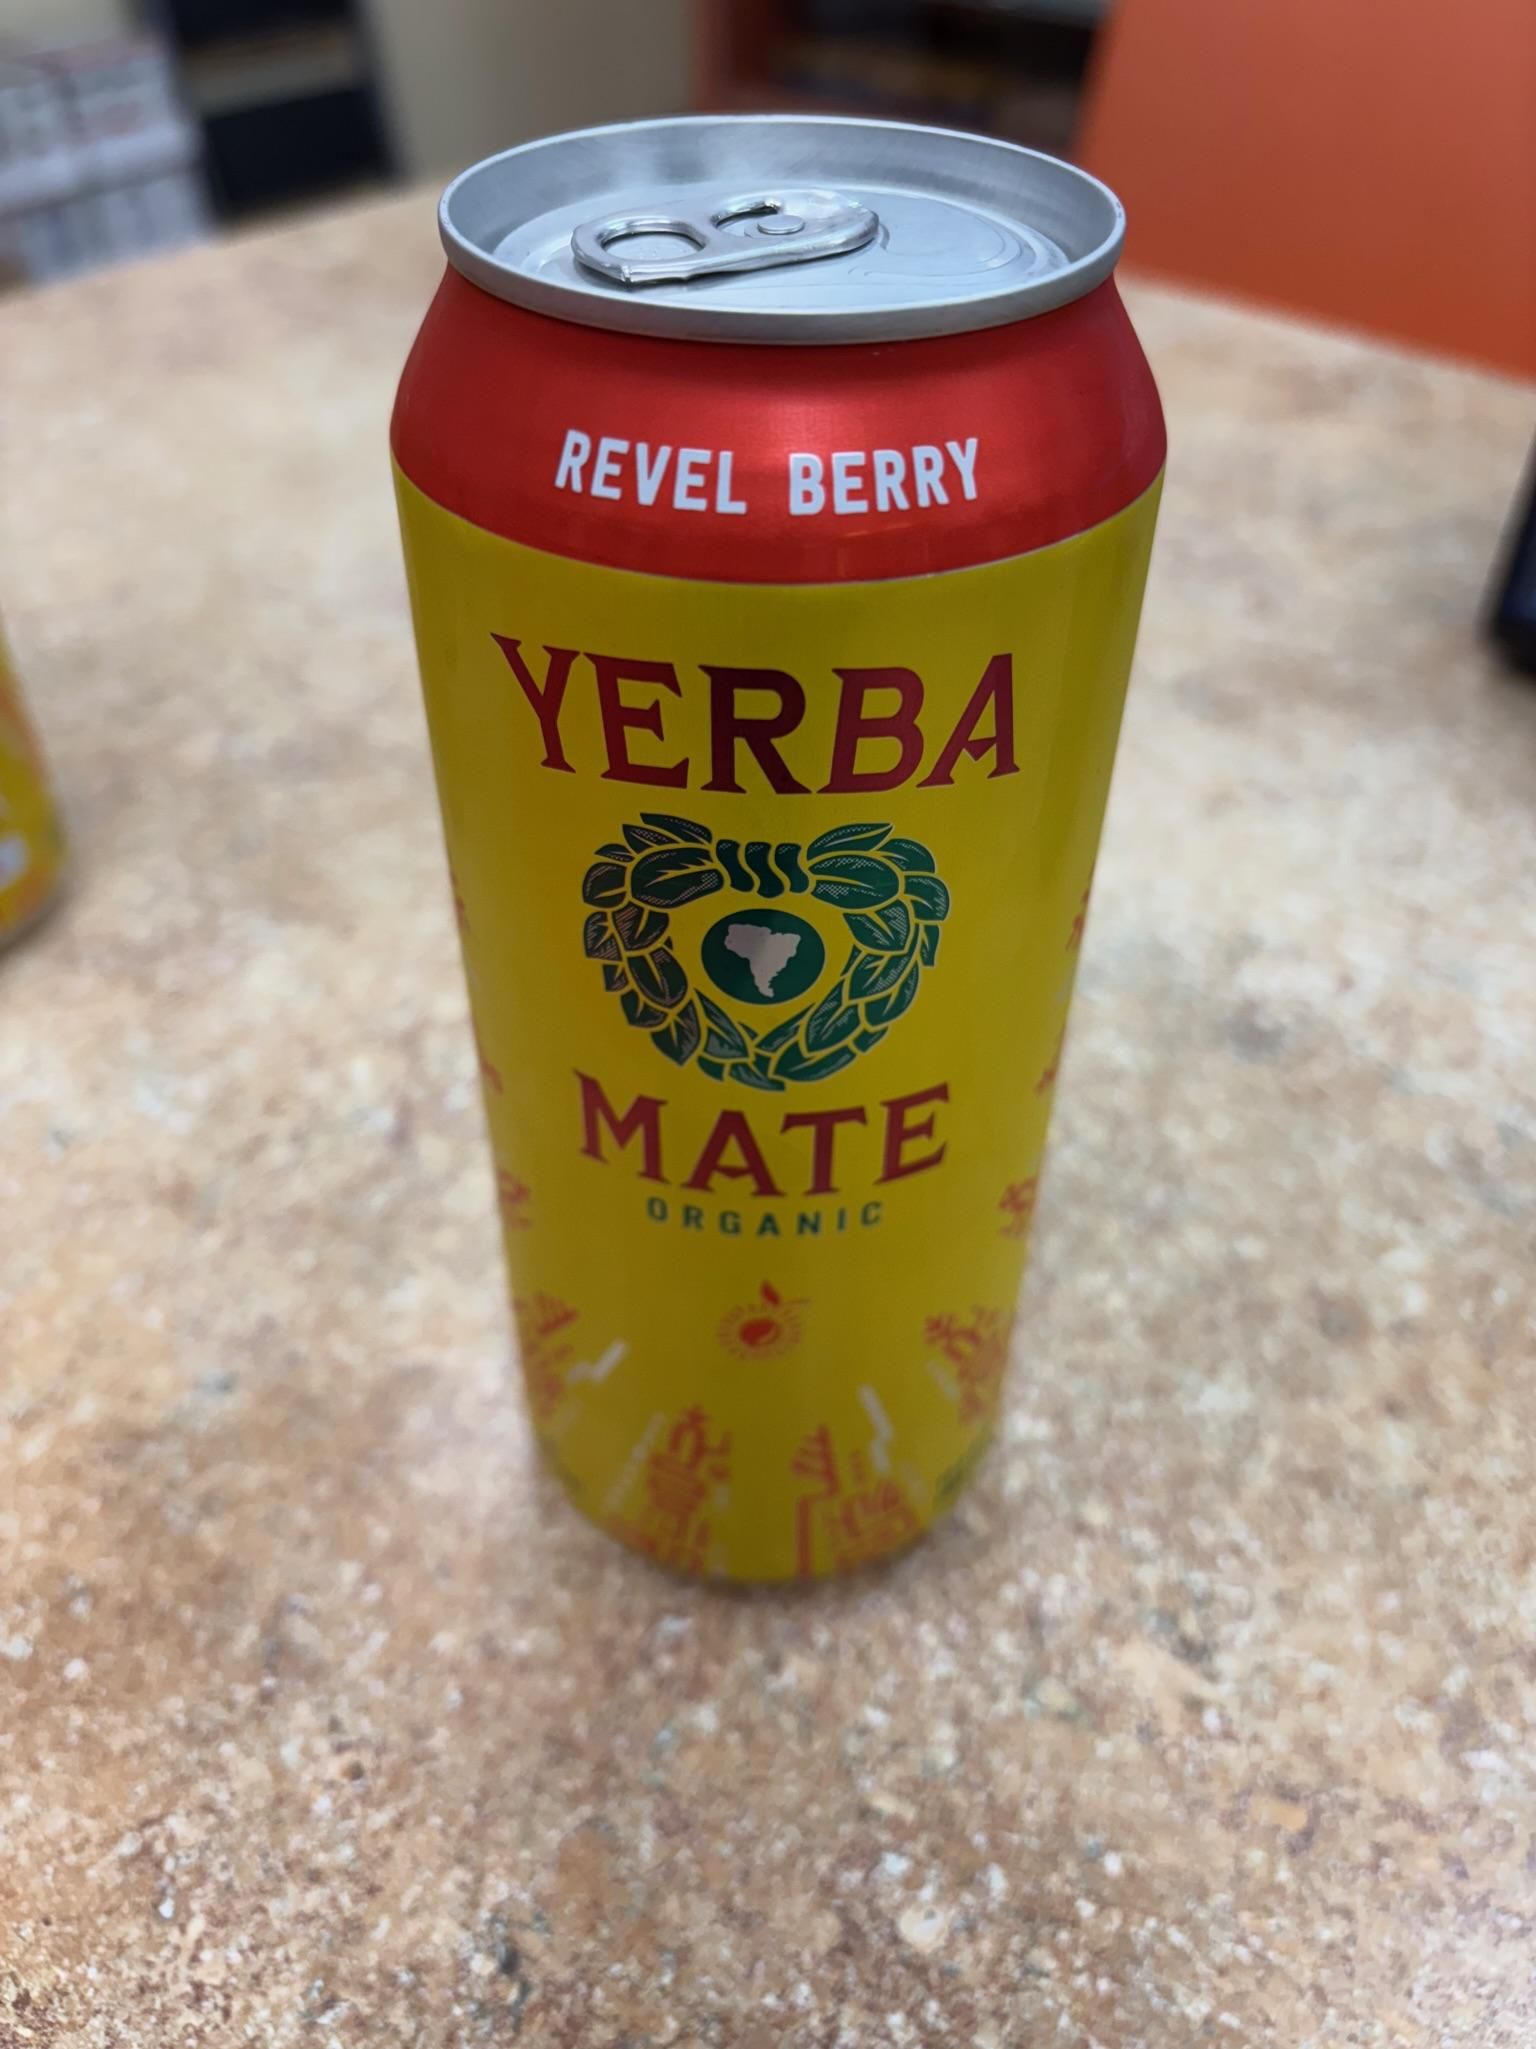 REVEL BERRY
YERBA
MATE
ORGANIC